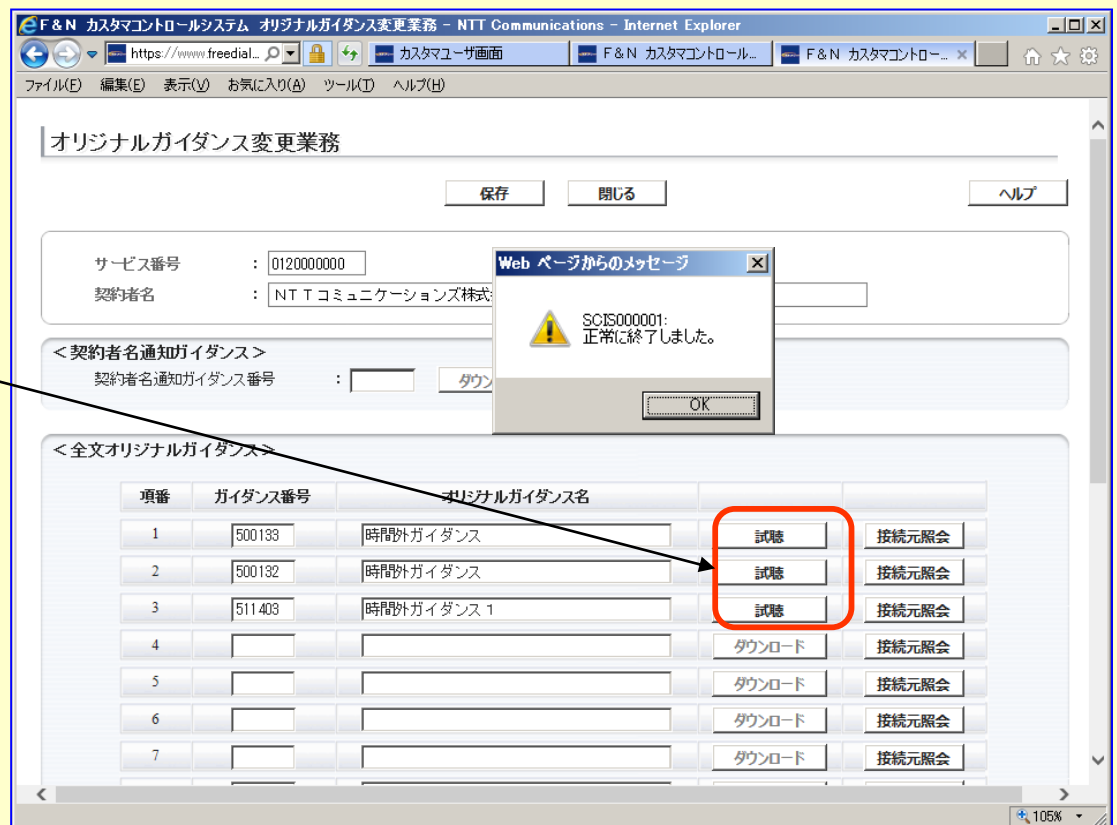 F＆N カスタマコントロールシステム オリジナルガイダンス変更業務 - NTT Communications - Internet Explorer
https://www.freedial... カスタマユーザ画面 F＆N カスタマコントロール... F＆N カスタマコントロー... ×
ファイル(F) 編集(E) 表示(V) お気に入り(A) ツール(T) ヘルプ(H)
オリジナルガイダンス変更業務
保存 閉じる ヘルプ
サービス番号 : 0120000000
契約者名 : NTTコミュニケーションズ株式
Web ページからのメッセージ
SCIS000001:
正常に終了しました。
OK
＜契約者名通知ガイダンス＞
契約者名通知ガイダンス番号 : ダウン
＜全文オリジナルガイダンス＞
項番 ガイダンス番号 オリジナルガイダンス名
1 500133 時間外ガイダンス 試聴 接続元照会
2 500132 時間外ガイダンス 試聴 接続元照会
3 511403 時間外ガイダンス１ 試聴 接続元照会
4 ダウンロード 接続元照会
5 ダウンロード 接続元照会
6 ダウンロード 接続元照会
7 ダウンロード 接続元照会
105%